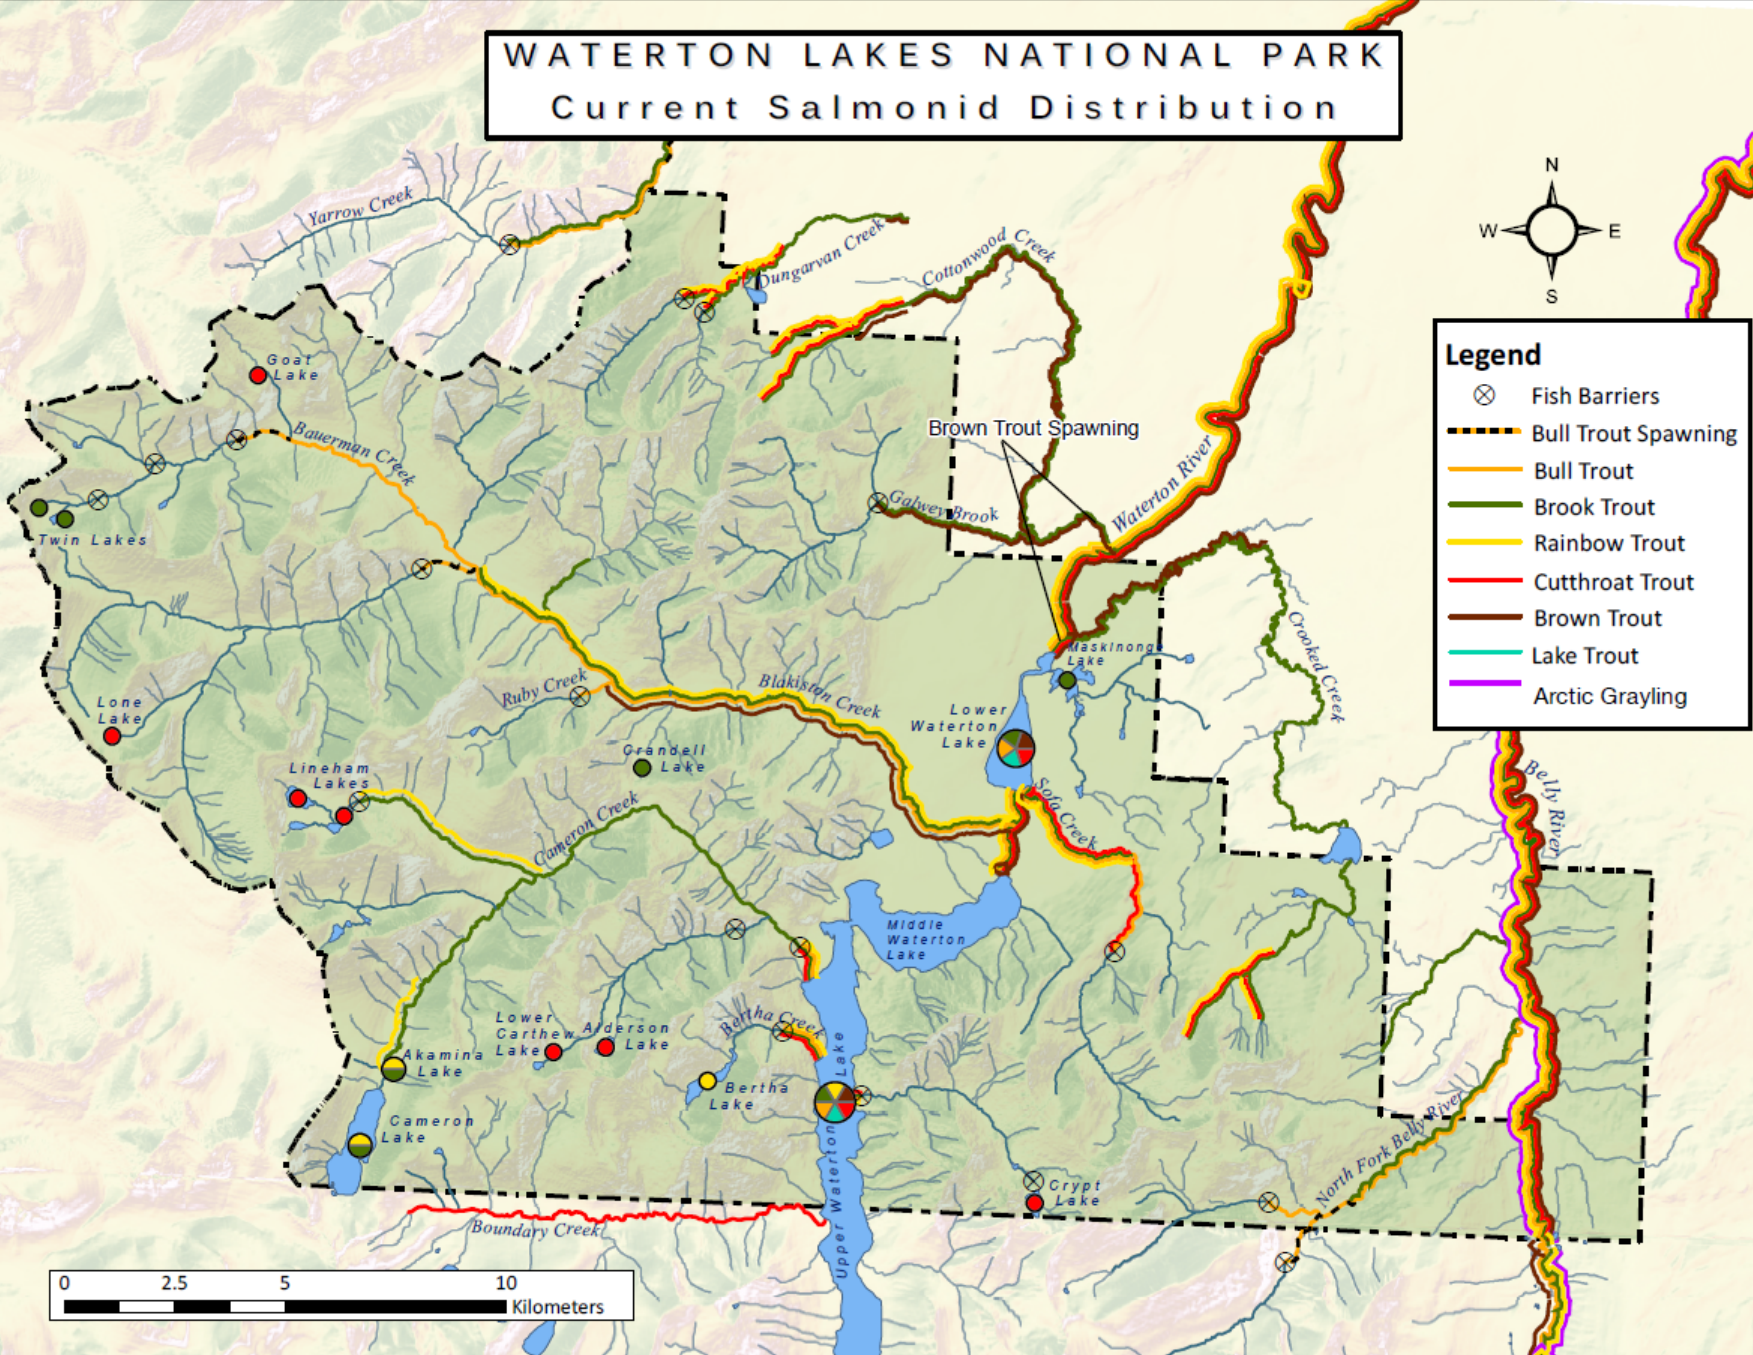 WATERTON LAKES NATIONAL PARK
Current Salmonid Distribution
N
W
E
S
Yarrow Creek
Dungarvan Creek
Cottonwood Creek
Goat
Lake
Bauerman Creek
Brown Trout Spawning
Waterton River
Galwey Brook
Twin Lakes
Legend
Fish Barriers
Bull Trout Spawning
Bull Trout
Brook Trout
Rainbow Trout
Cutthroat Trout
Brown Trout
Lake Trout
Arctic Grayling
Crooked Creek
Maskinonge
Lake
Ruby Creek
Blakiston Creek
Lone
Lake
Lower
Waterton
Lake
Crandell
Lake
Lineham
Lakes
Cameron Creek
Sofa Creek
Belly River
Middle
Waterton
Lake
Lower
Carthew
Lake
Alderson
Lake
Bertha Creek
Akamina
Lake
Bertha
Lake
Cameron
Lake
Upper Waterton Lake
North Fork Belly River
Crypt
Lake
Boundary Creek
0 2.5 5 10
Kilometers